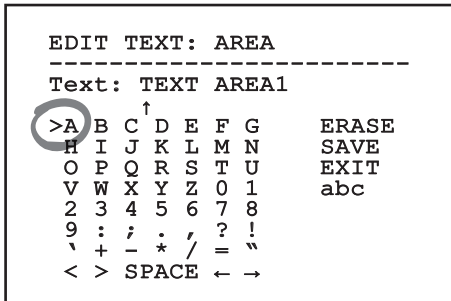 EDIT TEXT: AREA
------------------------
Text: TEXT AREA1
↑
>A B C D E F G ERASE
H I J K L M N SAVE
O P Q R S T U EXIT
V W X Y Z 0 1 abc
2 3 4 5 6 7 8
9 : ; . , ? !
‵ + - * / = ‶
< > SPACE ← →